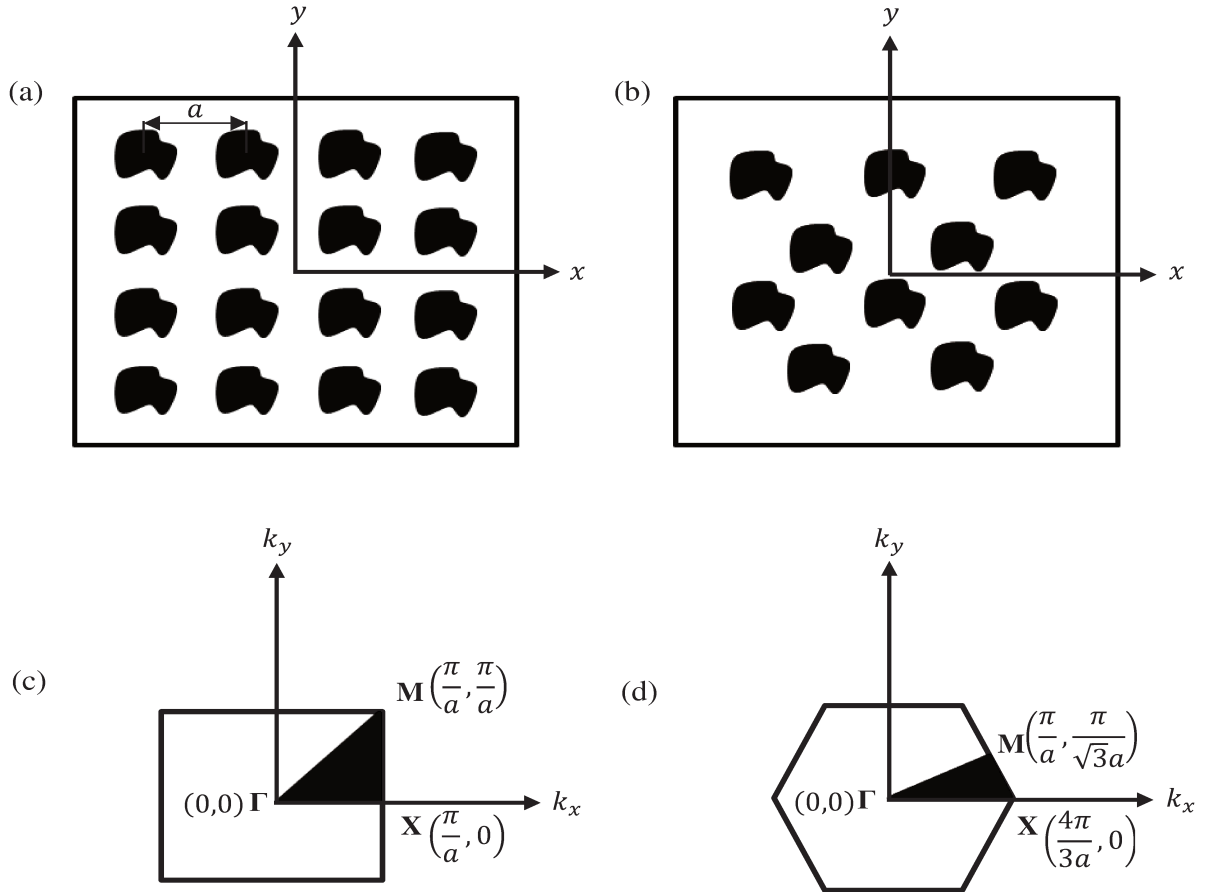 y
(a)
a
x
y
(b)
x
k_y
(c)
M(π/a, π/a)
(0,0) Γ
k_x
X(π/a, 0)
k_y
(d)
M(π/a, π/√3a)
(0,0) Γ
k_x
X(4π/3a, 0)